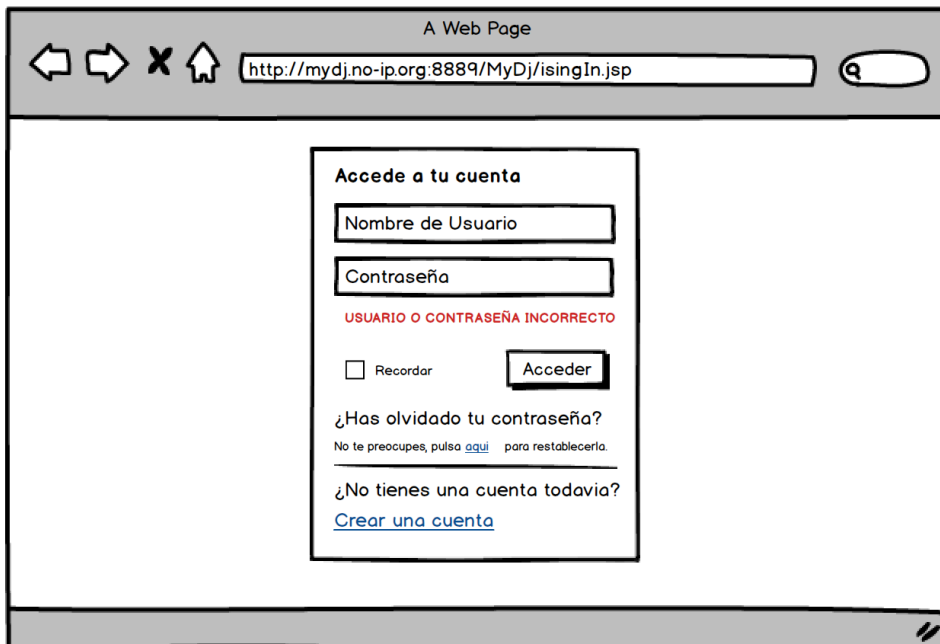 A Web Page
http://mydj.no-ip.org:8889/MyDj/isingIn.jsp
Accede a tu cuenta
Nombre de Usuario
Contraseña
USUARIO O CONTRASEÑA INCORRECTO
Recordar Acceder
¿Has olvidado tu contraseña?
No te preocupes, pulsa aqui para restablecerla.
¿No tienes una cuenta todavia?
Crear una cuenta